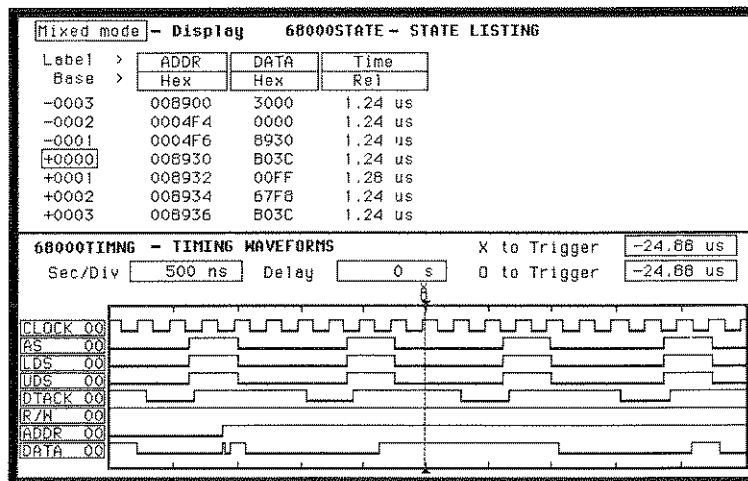 Mixed mode - Display 68000STATE - STATE LISTING
Label > ADDR DATA Time
Base > Hex Hex Rel
-0003 008900 3000 1.24 us
-0002 0004F4 0000 1.24 us
-0001 0004F6 8930 1.24 us
+0000 008930 B03C 1.24 us
+0001 008932 00FF 1.28 us
+0002 008934 67F8 1.24 us
+0003 008936 B03C 1.24 us
68000TIMNG - TIMING WAVEFORMS X to Trigger -24.88 us
Sec/Div 500 ns Delay 0 s O to Trigger -24.88 us
CLOCK 00
AS 00
LDS 00
UDS 00
DTACK 00
R/W 00
ADDR 00
DATA 00